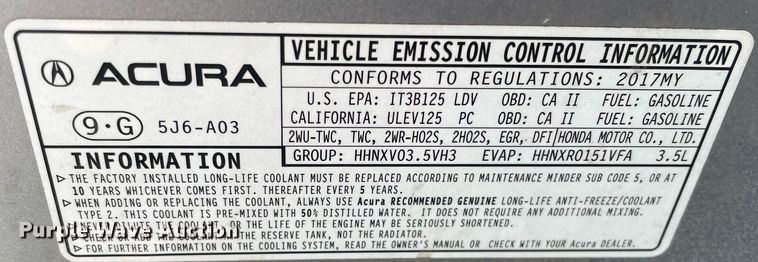 ACURA
9·G 5J6-A03
VEHICLE EMISSION CONTROL INFORMATION
CONFORMS TO REGULATIONS: 2017MY
U.S. EPA: IT3B125 LDV OBD: CA II FUEL: GASOLINE
CALIFORNIA: ULEV125 PC OBD: CA II FUEL: GASOLINE
2WU-TWC, TWC, 2WR-HO2S, 2HO2S, EGR, DFI HONDA MOTOR CO., LTD.
GROUP: HHNXV03.5VH3 EVAP: HHNXR0151VFA 3.5L
INFORMATION
THE FACTORY INSTALLED LONG-LIFE COOLANT MUST BE REPLACED ACCORDING TO MAINTENANCE MINDER SUB CODE 5, OR AT
10 YEARS WHICHEVER COMES FIRST. THEREAFTER EVERY 5 YEARS.
WHEN ADDING OR REPLACING THE COOLANT, ALWAYS USE Acura RECOMMENDED GENUINE LONG-LIFE ANTI-FREEZE/COOLANT
TYPE 2. THIS COOLANT IS PRE-MIXED WITH 50% DISTILLED WATER. IT DOES NOT REQUIRE ANY ADDITIONAL MIXING.
OR THE LIFE OF THE ENGINE MAY BE SERIOUSLY SHORTENED.
THE RESERVE TANK, NOT THE RADIATOR.
FOR FURTHER INFORMATION ON THE COOLING SYSTEM, READ THE OWNER'S MANUAL OR CHECK WITH YOUR Acura DEALER.
Purple Wave Auction